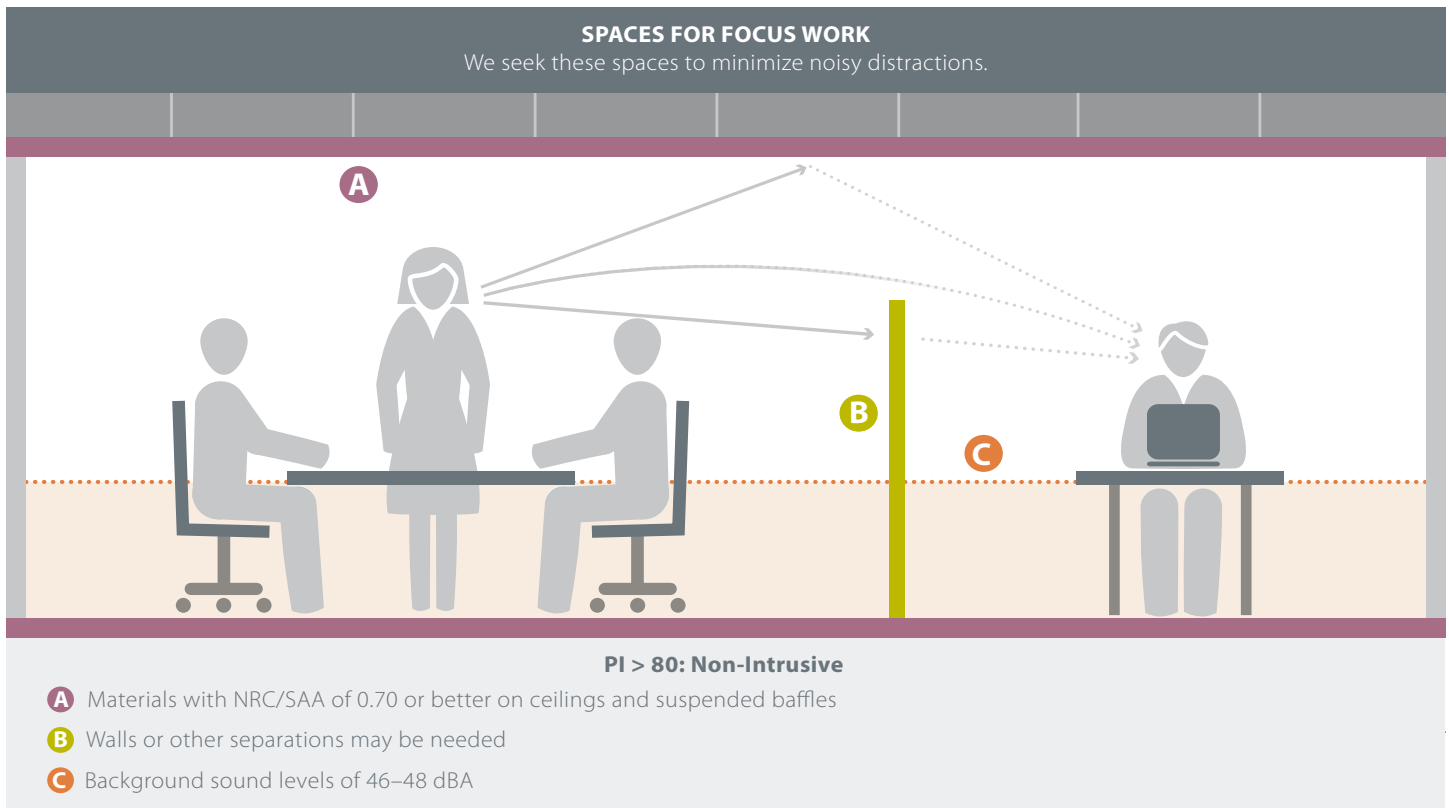 SPACES FOR FOCUS WORK
We seek these spaces to minimize noisy distractions.
A
B
C
PI > 80: Non-Intrusive
A Materials with NRC/SAA of 0.70 or better on ceilings and suspended baffles
B Walls or other separations may be needed
C Background sound levels of 46–48 dBA